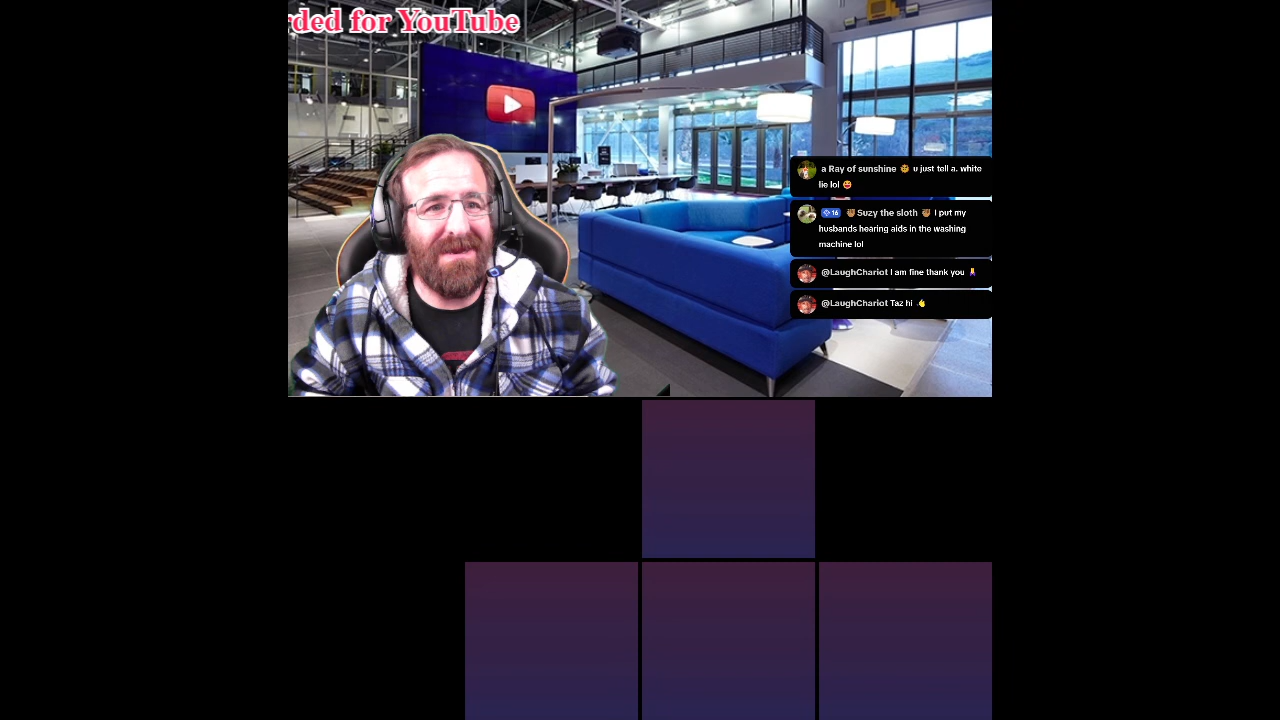 rded for YouTube
a Ray of sunshine 🌞 u just tell a. white
lie lol 😆
16 🦥 Suzy the sloth 🦥 I put my
husbands hearing aids in the washing
machine lol
@LaughChariot I am fine thank you
@LaughChariot Taz hi